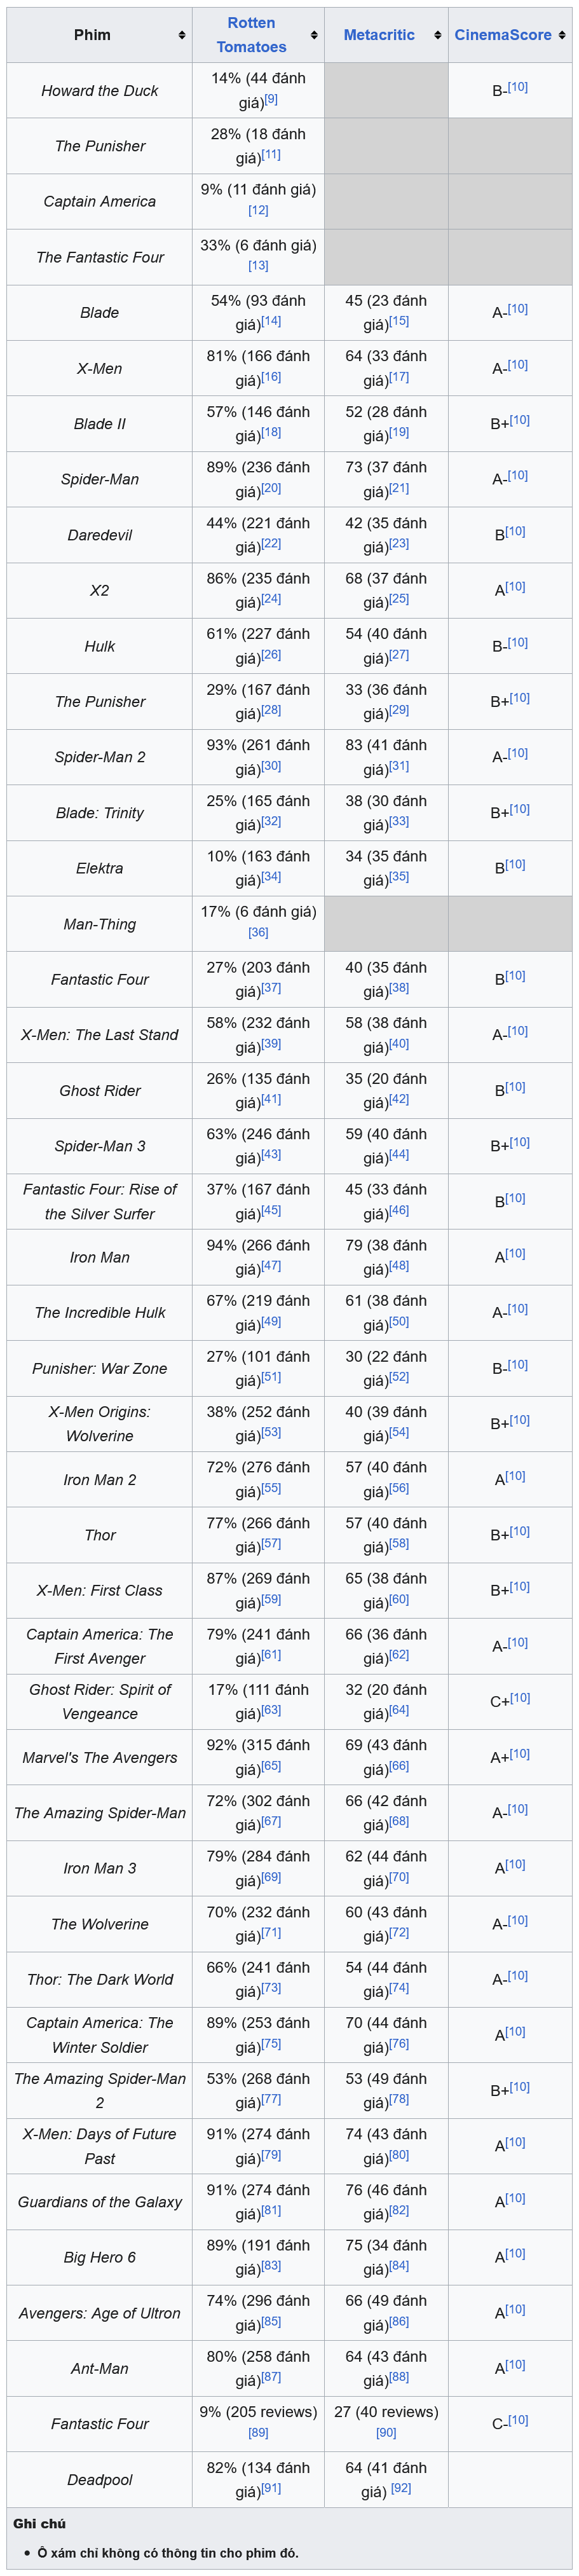 Phim Rotten Tomatoes Metacritic CinemaScore
Howard the Duck 14% (44 đánh giá)[9] B-[10]
The Punisher 28% (18 đánh giá)[11]
Captain America 9% (11 đánh giá)[12]
The Fantastic Four 33% (6 đánh giá)[13]
Blade 54% (93 đánh giá)[14] 45 (23 đánh giá)[15] A-[10]
X-Men 81% (166 đánh giá)[16] 64 (33 đánh giá)[17] A-[10]
Blade II 57% (146 đánh giá)[18] 52 (28 đánh giá)[19] B+[10]
Spider-Man 89% (236 đánh giá)[20] 73 (37 đánh giá)[21] A-[10]
Daredevil 44% (221 đánh giá)[22] 42 (35 đánh giá)[23] B[10]
X2 86% (235 đánh giá)[24] 68 (37 đánh giá)[25] A[10]
Hulk 61% (227 đánh giá)[26] 54 (40 đánh giá)[27] B-[10]
The Punisher 29% (167 đánh giá)[28] 33 (36 đánh giá)[29] B+[10]
Spider-Man 2 93% (261 đánh giá)[30] 83 (41 đánh giá)[31] A-[10]
Blade: Trinity 25% (165 đánh giá)[32] 38 (30 đánh giá)[33] B+[10]
Elektra 10% (163 đánh giá)[34] 34 (35 đánh giá)[35] B[10]
Man-Thing 17% (6 đánh giá)[36]
Fantastic Four 27% (203 đánh giá)[37] 40 (35 đánh giá)[38] B[10]
X-Men: The Last Stand 58% (232 đánh giá)[39] 58 (38 đánh giá)[40] A-[10]
Ghost Rider 26% (135 đánh giá)[41] 35 (20 đánh giá)[42] B[10]
Spider-Man 3 63% (246 đánh giá)[43] 59 (40 đánh giá)[44] B+[10]
Fantastic Four: Rise of the Silver Surfer 37% (167 đánh giá)[45] 45 (33 đánh giá)[46] B[10]
Iron Man 94% (266 đánh giá)[47] 79 (38 đánh giá)[48] A[10]
The Incredible Hulk 67% (219 đánh giá)[49] 61 (38 đánh giá)[50] A-[10]
Punisher: War Zone 27% (101 đánh giá)[51] 30 (22 đánh giá)[52] B-[10]
X-Men Origins: Wolverine 38% (252 đánh giá)[53] 40 (39 đánh giá)[54] B+[10]
Iron Man 2 72% (276 đánh giá)[55] 57 (40 đánh giá)[56] A[10]
Thor 77% (266 đánh giá)[57] 57 (40 đánh giá)[58] B+[10]
X-Men: First Class 87% (269 đánh giá)[59] 65 (38 đánh giá)[60] B+[10]
Captain America: The First Avenger 79% (241 đánh giá)[61] 66 (36 đánh giá)[62] A-[10]
Ghost Rider: Spirit of Vengeance 17% (111 đánh giá)[63] 32 (20 đánh giá)[64] C+[10]
Marvel's The Avengers 92% (315 đánh giá)[65] 69 (43 đánh giá)[66] A+[10]
The Amazing Spider-Man 72% (302 đánh giá)[67] 66 (42 đánh giá)[68] A-[10]
Iron Man 3 79% (284 đánh giá)[69] 62 (44 đánh giá)[70] A[10]
The Wolverine 70% (232 đánh giá)[71] 60 (43 đánh giá)[72] A-[10]
Thor: The Dark World 66% (241 đánh giá)[73] 54 (44 đánh giá)[74] A-[10]
Captain America: The Winter Soldier 89% (253 đánh giá)[75] 70 (44 đánh giá)[76] A[10]
The Amazing Spider-Man 2 53% (268 đánh giá)[77] 53 (49 đánh giá)[78] B+[10]
X-Men: Days of Future Past 91% (274 đánh giá)[79] 74 (43 đánh giá)[80] A[10]
Guardians of the Galaxy 91% (274 đánh giá)[81] 76 (46 đánh giá)[82] A[10]
Big Hero 6 89% (191 đánh giá)[83] 75 (34 đánh giá)[84] A[10]
Avengers: Age of Ultron 74% (296 đánh giá)[85] 66 (49 đánh giá)[86] A[10]
Ant-Man 80% (258 đánh giá)[87] 64 (43 đánh giá)[88] A[10]
Fantastic Four 9% (205 reviews)[89] 27 (40 reviews)[90] C-[10]
Deadpool 82% (134 đánh giá)[91] 64 (41 đánh giá) [92]
Ghi chú
• Ô xám chỉ không có thông tin cho phim đó.